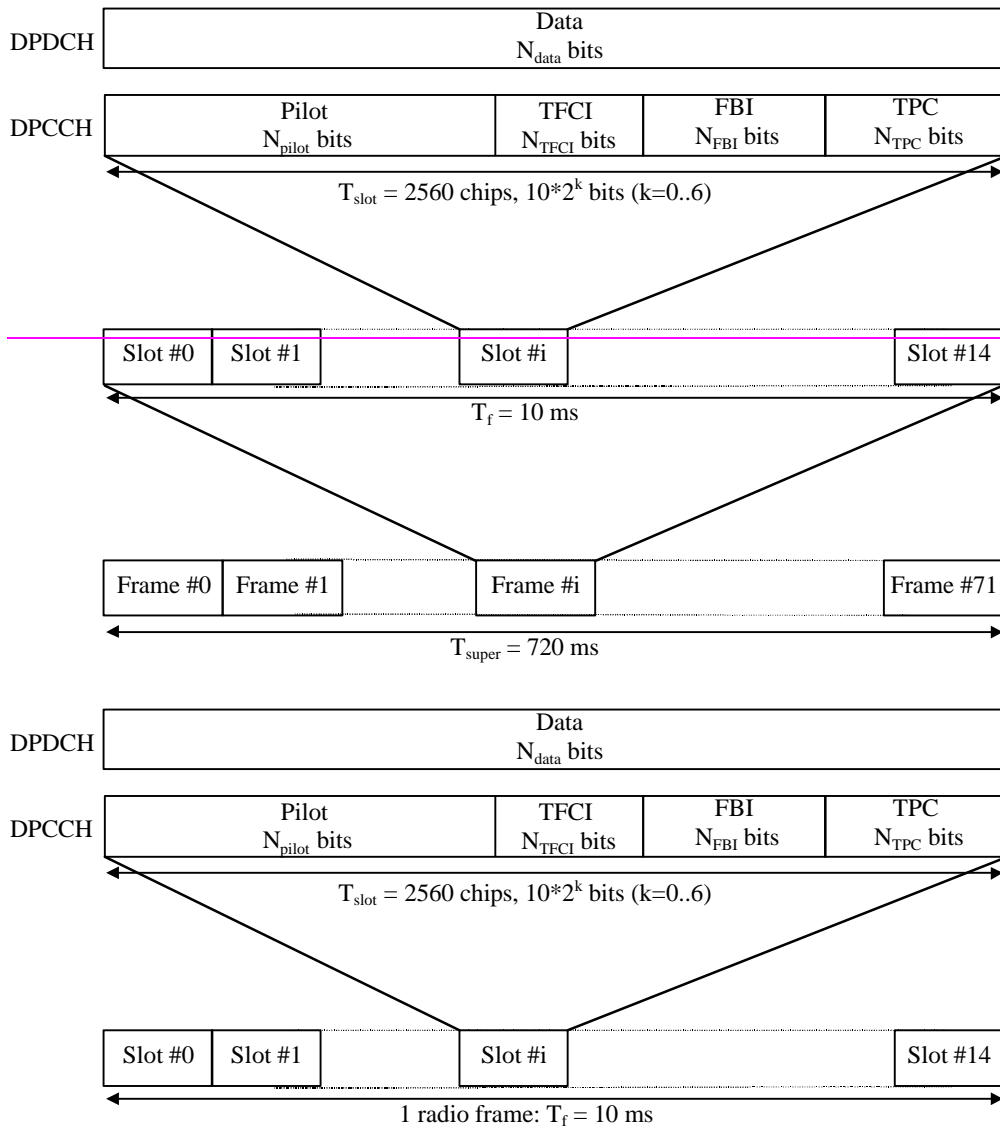 Data
DPDCH
N_data bits
Pilot TFCI FBI TPC
DPCCH
N_pilot bits N_TFCI bits N_FBI bits N_TPC bits
T_slot = 2560 chips, 10*2^k bits (k=0..6)
Slot #0 Slot #1 Slot #i Slot #14
T_f = 10 ms
Frame #0 Frame #1 Frame #i Frame #71
T_super = 720 ms
Data
DPDCH
N_data bits
Pilot TFCI FBI TPC
DPCCH
N_pilot bits N_TFCI bits N_FBI bits N_TPC bits
T_slot = 2560 chips, 10*2^k bits (k=0..6)
Slot #0 Slot #1 Slot #i Slot #14
1 radio frame: T_f = 10 ms